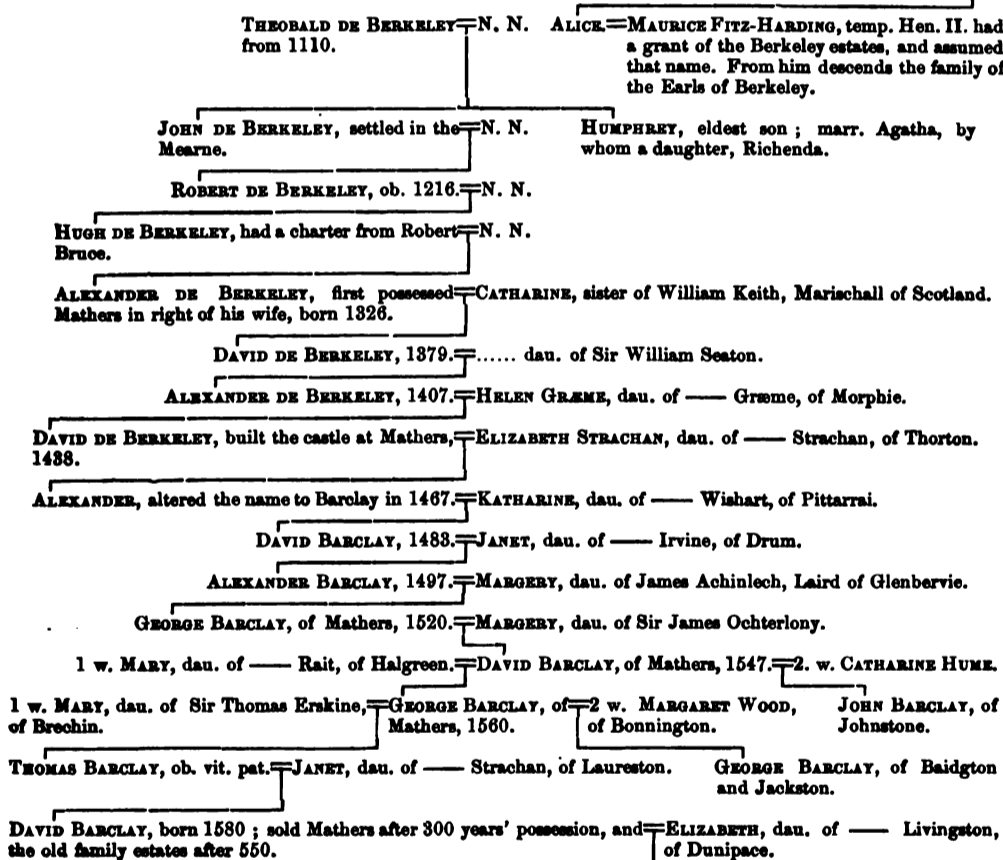 THEOBALD DE BERKELEY=N. N.
from 1110.
ALICE.=MAURICE FITZ-HARDING, temp. Hen. II. had
a grant of the Berkeley estates, and assumed
that name. From him descends the family of
the Earls of Berkeley.
JOHN DE BERKELEY, settled in the=N. N.
Mearne.
HUMPHREY, eldest son ; marr. Agatha, by
whom a daughter, Richenda.
ROBERT DE BERKELEY, ob. 1216.=N. N.
HUGH DE BERKELEY, had a charter from Robert=N. N.
Bruce.
ALEXANDER DE BERKELEY, first possessed=CATHARINE, sister of William Keith, Marischall of Scotland.
Mathers in right of his wife, born 1326.
DAVID DE BERKELEY, 1379.=...... dau. of Sir William Seaton.
ALEXANDER DE BERKELEY, 1407.=HELEN GRÆME, dau. of —— Græme, of Morphie.
DAVID DE BERKELEY, built the castle at Mathers,=ELIZABETH STRACHAN, dau. of —— Strachan, of Thorton.
1438.
ALEXANDER, altered the name to Barclay in 1467.=KATHARINE, dau. of —— Wishart, of Pittarrai.
DAVID BARCLAY, 1483.=JANET, dau. of —— Irvine, of Drum.
ALEXANDER BARCLAY, 1497.=MARGERY, dau. of James Achinlech, Laird of Glenbervie.
GEORGE BARCLAY, of Mathers, 1520.=MARGERY, dau. of Sir James Ochterlony.
1 w. MARY, dau. of —— Rait, of Halgreen.=DAVID BARCLAY, of Mathers, 1547.=2. w. CATHARINE HUME.
1 w. MARY, dau. of Sir Thomas Erskine,=GEORGE BARCLAY, of=2 w. MARGARET WOOD,
of Brechin.
Mathers, 1560.
of Bonnington.
JOHN BARCLAY, of
Johnstone.
THOMAS BARCLAY, ob. vit. pat.=JANET, dau. of —— Strachan, of Laureston.
GEORGE BARCLAY, of Baidgton
and Jackston.
DAVID BARCLAY, born 1580 ; sold Mathers after 300 years' possession, and=ELIZABETH, dau. of —— Livingston,
the old family estates after 550.
of Dunipace.